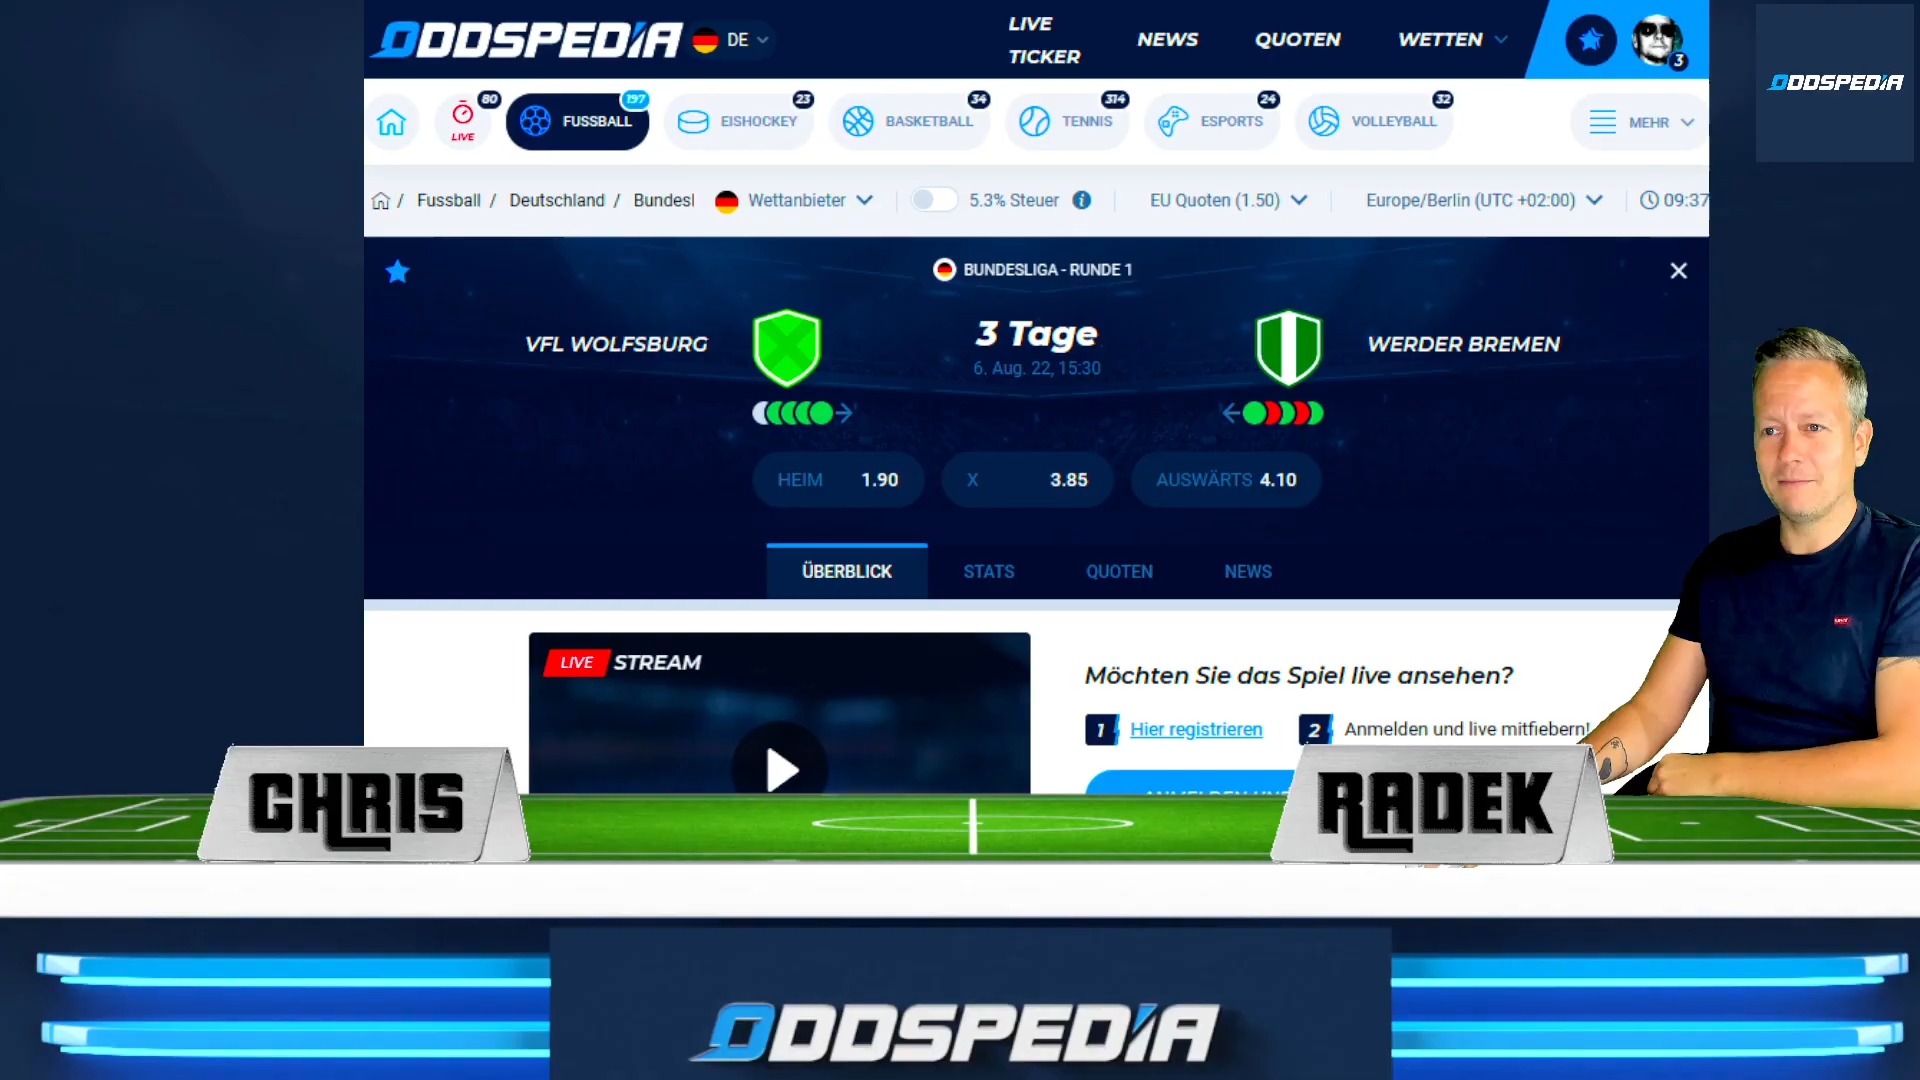 ODDSPEDIA
DE
LIVE TICKER
NEWS
QUOTEN
WETTEN
3
ODDSPEDIA
LIVE
80
FUSSBALL
197
EISHOCKEY
23
BASKETBALL
34
TENNIS
314
ESPORTS
24
VOLLEYBALL
32
MEHR
/ Fussball / Deutschland / Bundesl
Wettanbieter
5.3% Steuer
EU Quoten (1.50)
Europe/Berlin (UTC +02:00)
09:37
BUNDESLIGA - RUNDE 1
VFL WOLFSBURG
3 Tage
WERDER BREMEN
6. Aug. 22, 15:30
HEIM 1.90
X 3.85
AUSWÄRTS 4.10
ÜBERBLICK
STATS
QUOTEN
NEWS
LIVE STREAM
Möchten Sie das Spiel live ansehen?
1 Hier registrieren
2 Anmelden und live mitfiebern!
CHRIS
RADEK
ODDSPEDIA